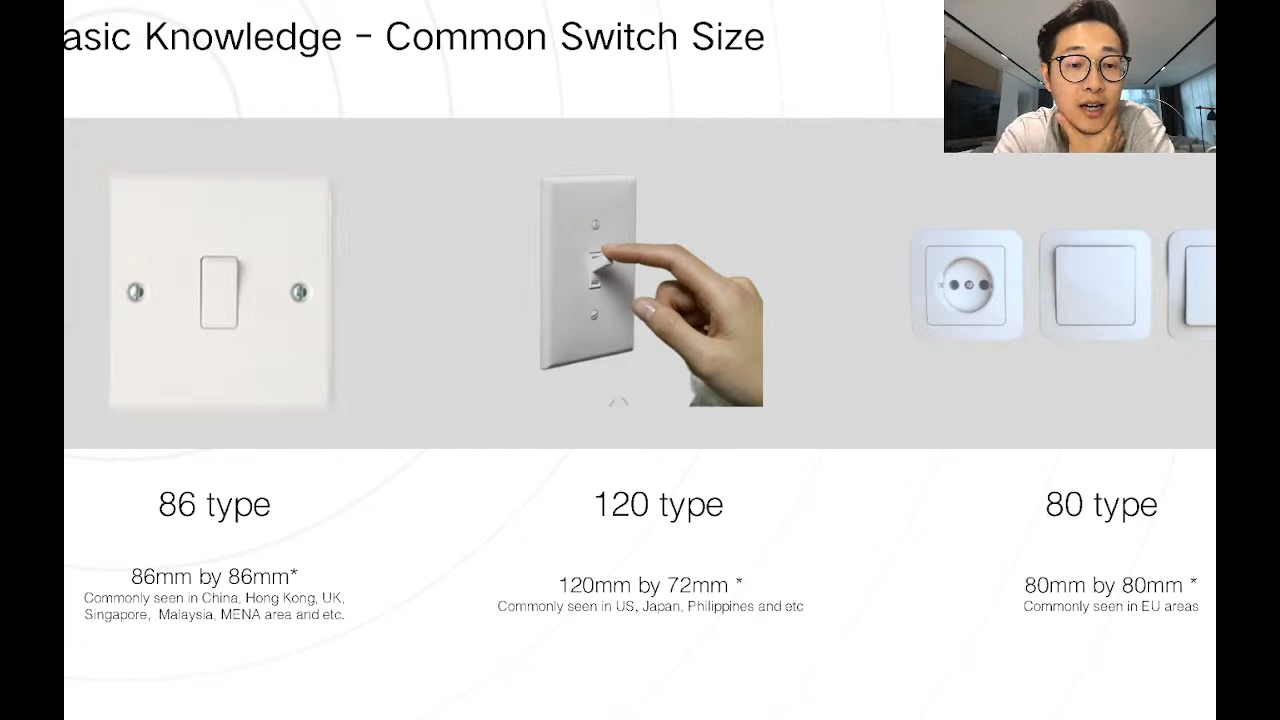 asic Knowledge - Common Switch Size
86 type
86mm by 86mm*
Commonly seen in China, Hong Kong, UK,
Singapore, Malaysia, MENA area and etc.
120 type
120mm by 72mm *
Commonly seen in US, Japan, Philippines and etc
80 type
80mm by 80mm *
Commonly seen in EU areas